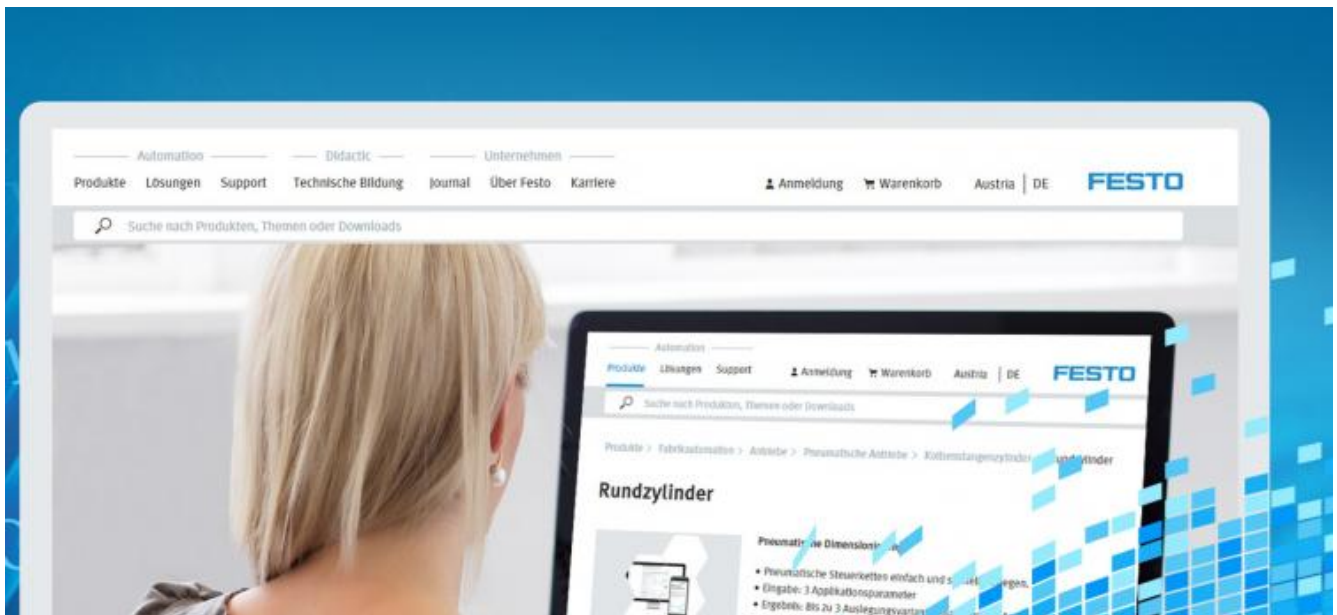 Automation Didactic Unternehmen
Produkte Lösungen Support Technische Bildung Journal Über Festo Karriere Anmeldung Warenkorb Austria | DE FESTO
Suche nach Produkten, Themen oder Downloads
Automation
Produkte Lösungen Support Anmeldung Warenkorb Austria | DE FESTO
Suche nach Produkten, Themen oder Downloads
Produkte > Fabrikautomation > Antriebe > Pneumatische Antriebe > Kolbenstangenzylinder
Rundzylinder
• Pneumatische Steuerketten einfach und
• Eingabe: 3 Applikationsparameter
• Ergebnis: Bis zu 3